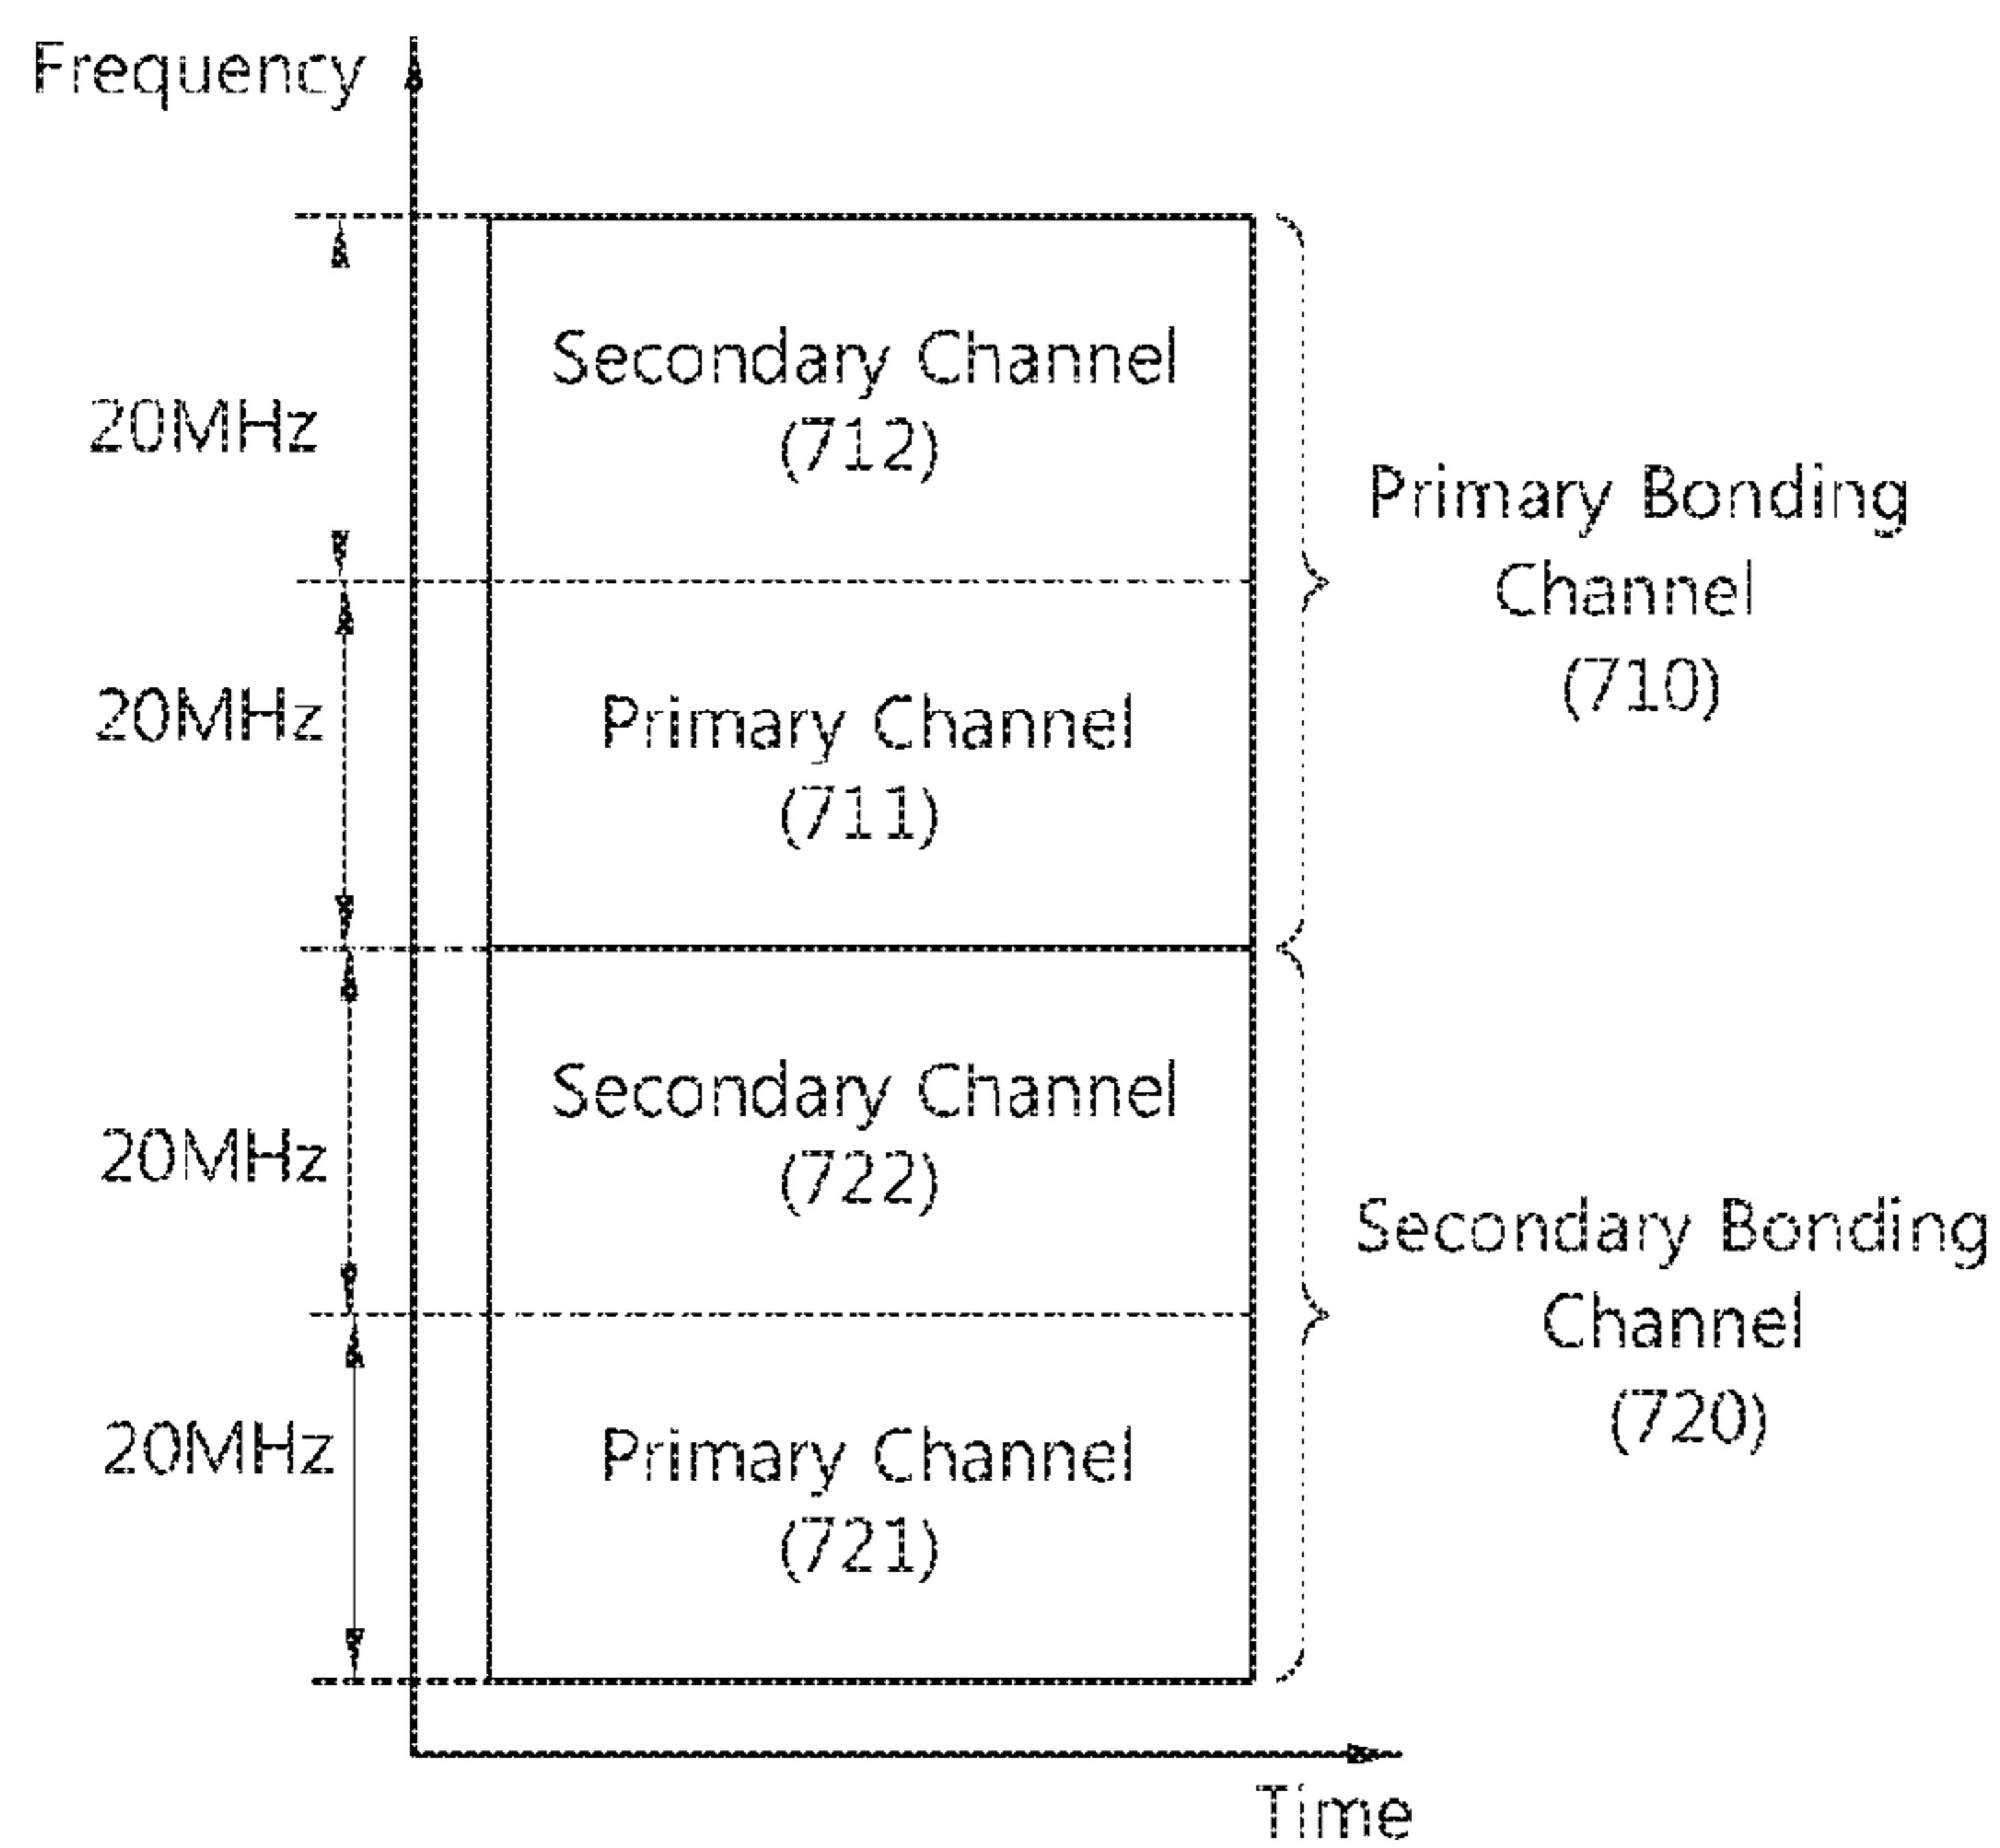 Frequency
20MHz
Secondary Channel
(712)
Primary Bonding
Channel
(710)
20MHz
Primary Channel
(711)
20MHz
Secondary Channel
(722)
Secondary Bonding
Channel
(720)
20MHz
Primary Channel
(721)
Time